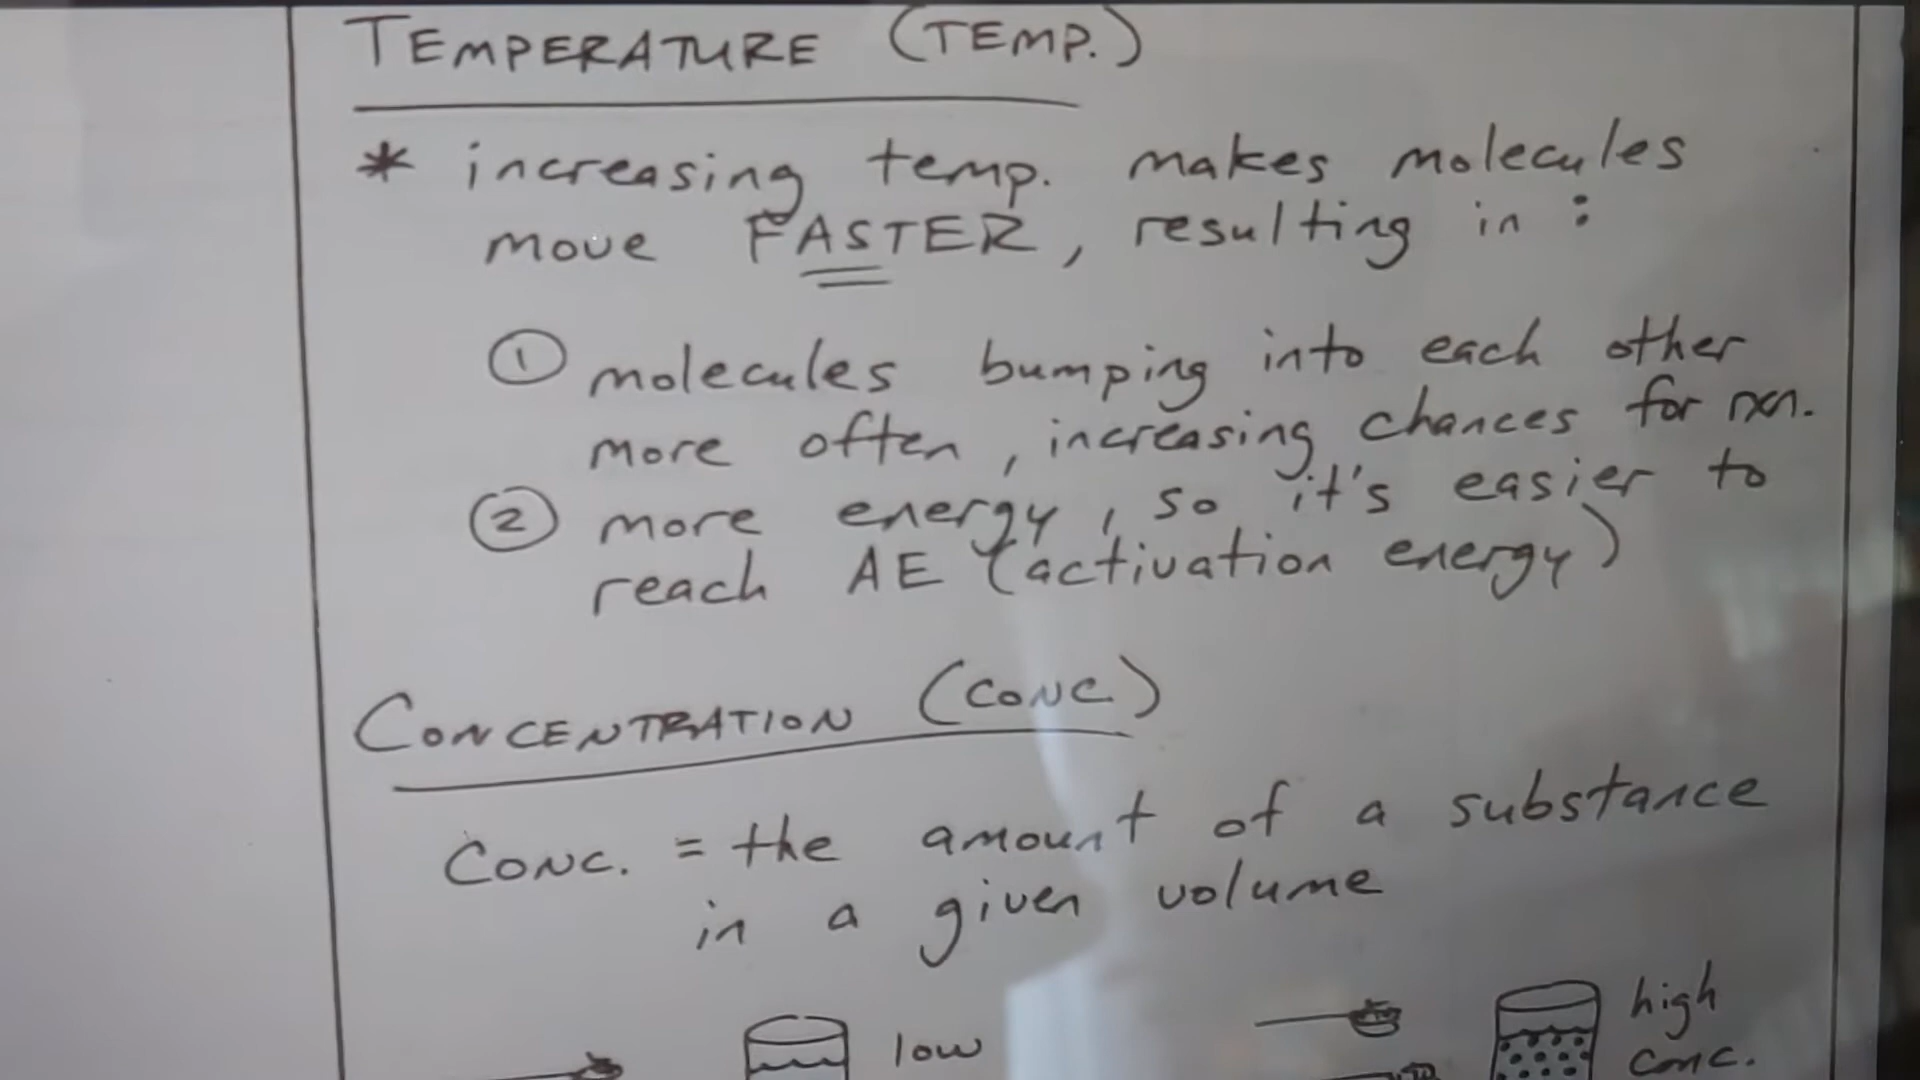 TEMPERATURE (TEMP.)
* increasing temp. makes molecules
move FASTER, resulting in:
① molecules bumping into each other
more often, increasing chances for rxn.
② more energy, so it's easier to
reach AE (activation energy)
CONCENTRATION (CONC)
CONC. = the amount of a substance
in a given volume
low
high
conc.